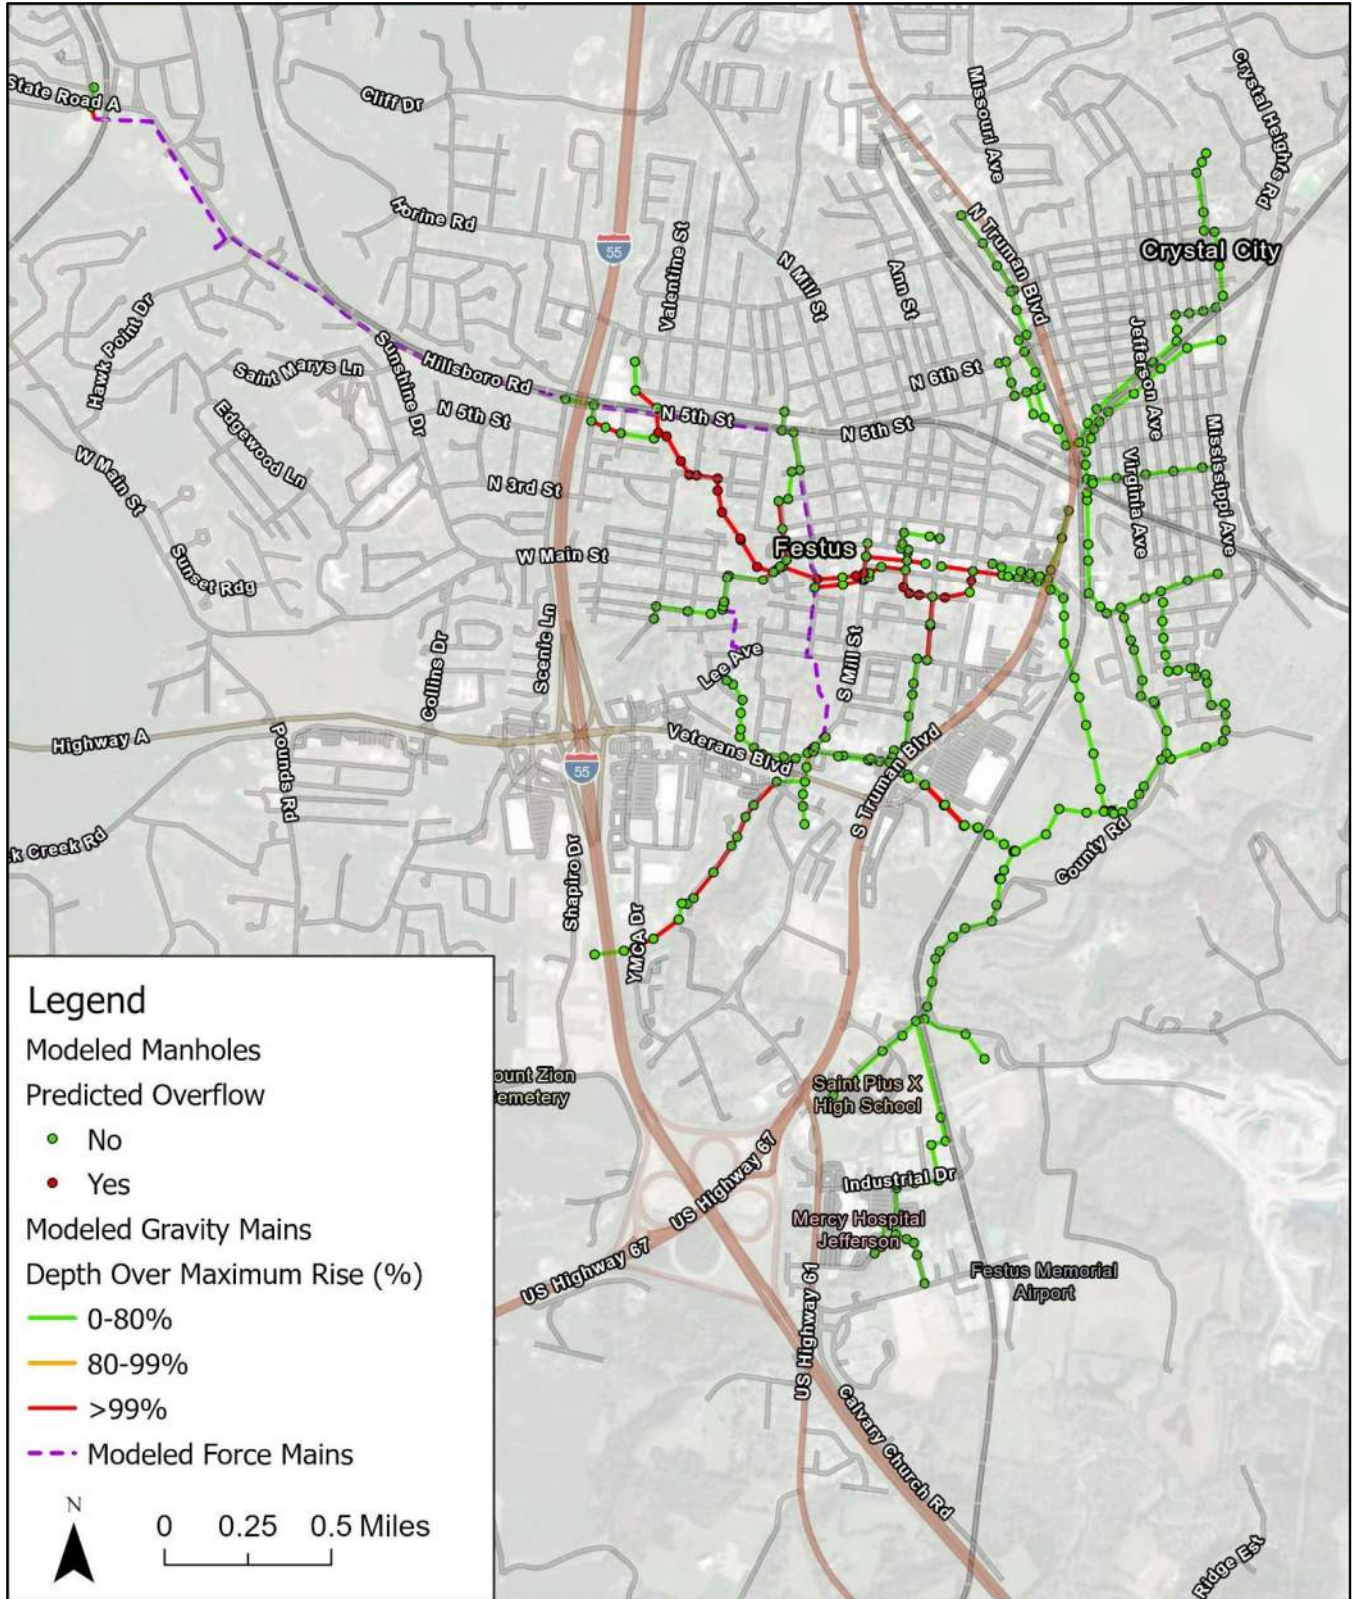 State Road A
Cliff Dr
Missouri Ave
Crystal Heights Rd
Horine Rd
55
Valentine St
N Mill St
Ann St
N Truman Blvd
Crystal City
Hawk Point Dr
Saint Marys Ln
Sunshine Dr
Hillsboro Rd
N 6th St
Jefferson Ave
Edgewood Ln
N 5th St
N 5th St
N 5th St
Mississippi Ave
W Main St
N 3rd St
Virginia Ave
Sunset Rdg
W Main St
Festus
Collins Dr
Scenic Ln
Lee Ave
S Mill St
Highway A
Pounds Rd
Veterans Blvd
55
S Truman Blvd
ck Creek Rd
Shapiro Dr
County Rd
YMCA Dr
Legend
Modeled Manholes
Predicted Overflow
No
Yes
Modeled Gravity Mains
Depth Over Maximum Rise (%)
0-80%
80-99%
>99%
Modeled Force Mains
N
0 0.25 0.5 Miles
ount Zion
emetery
Saint Pius X
High School
US Highway 67
Industrial Dr
Mercy Hospital
Jefferson
US Highway 67
Festus Memorial
Airport
US Highway 61
Calvary Church Rd
Ridge Est